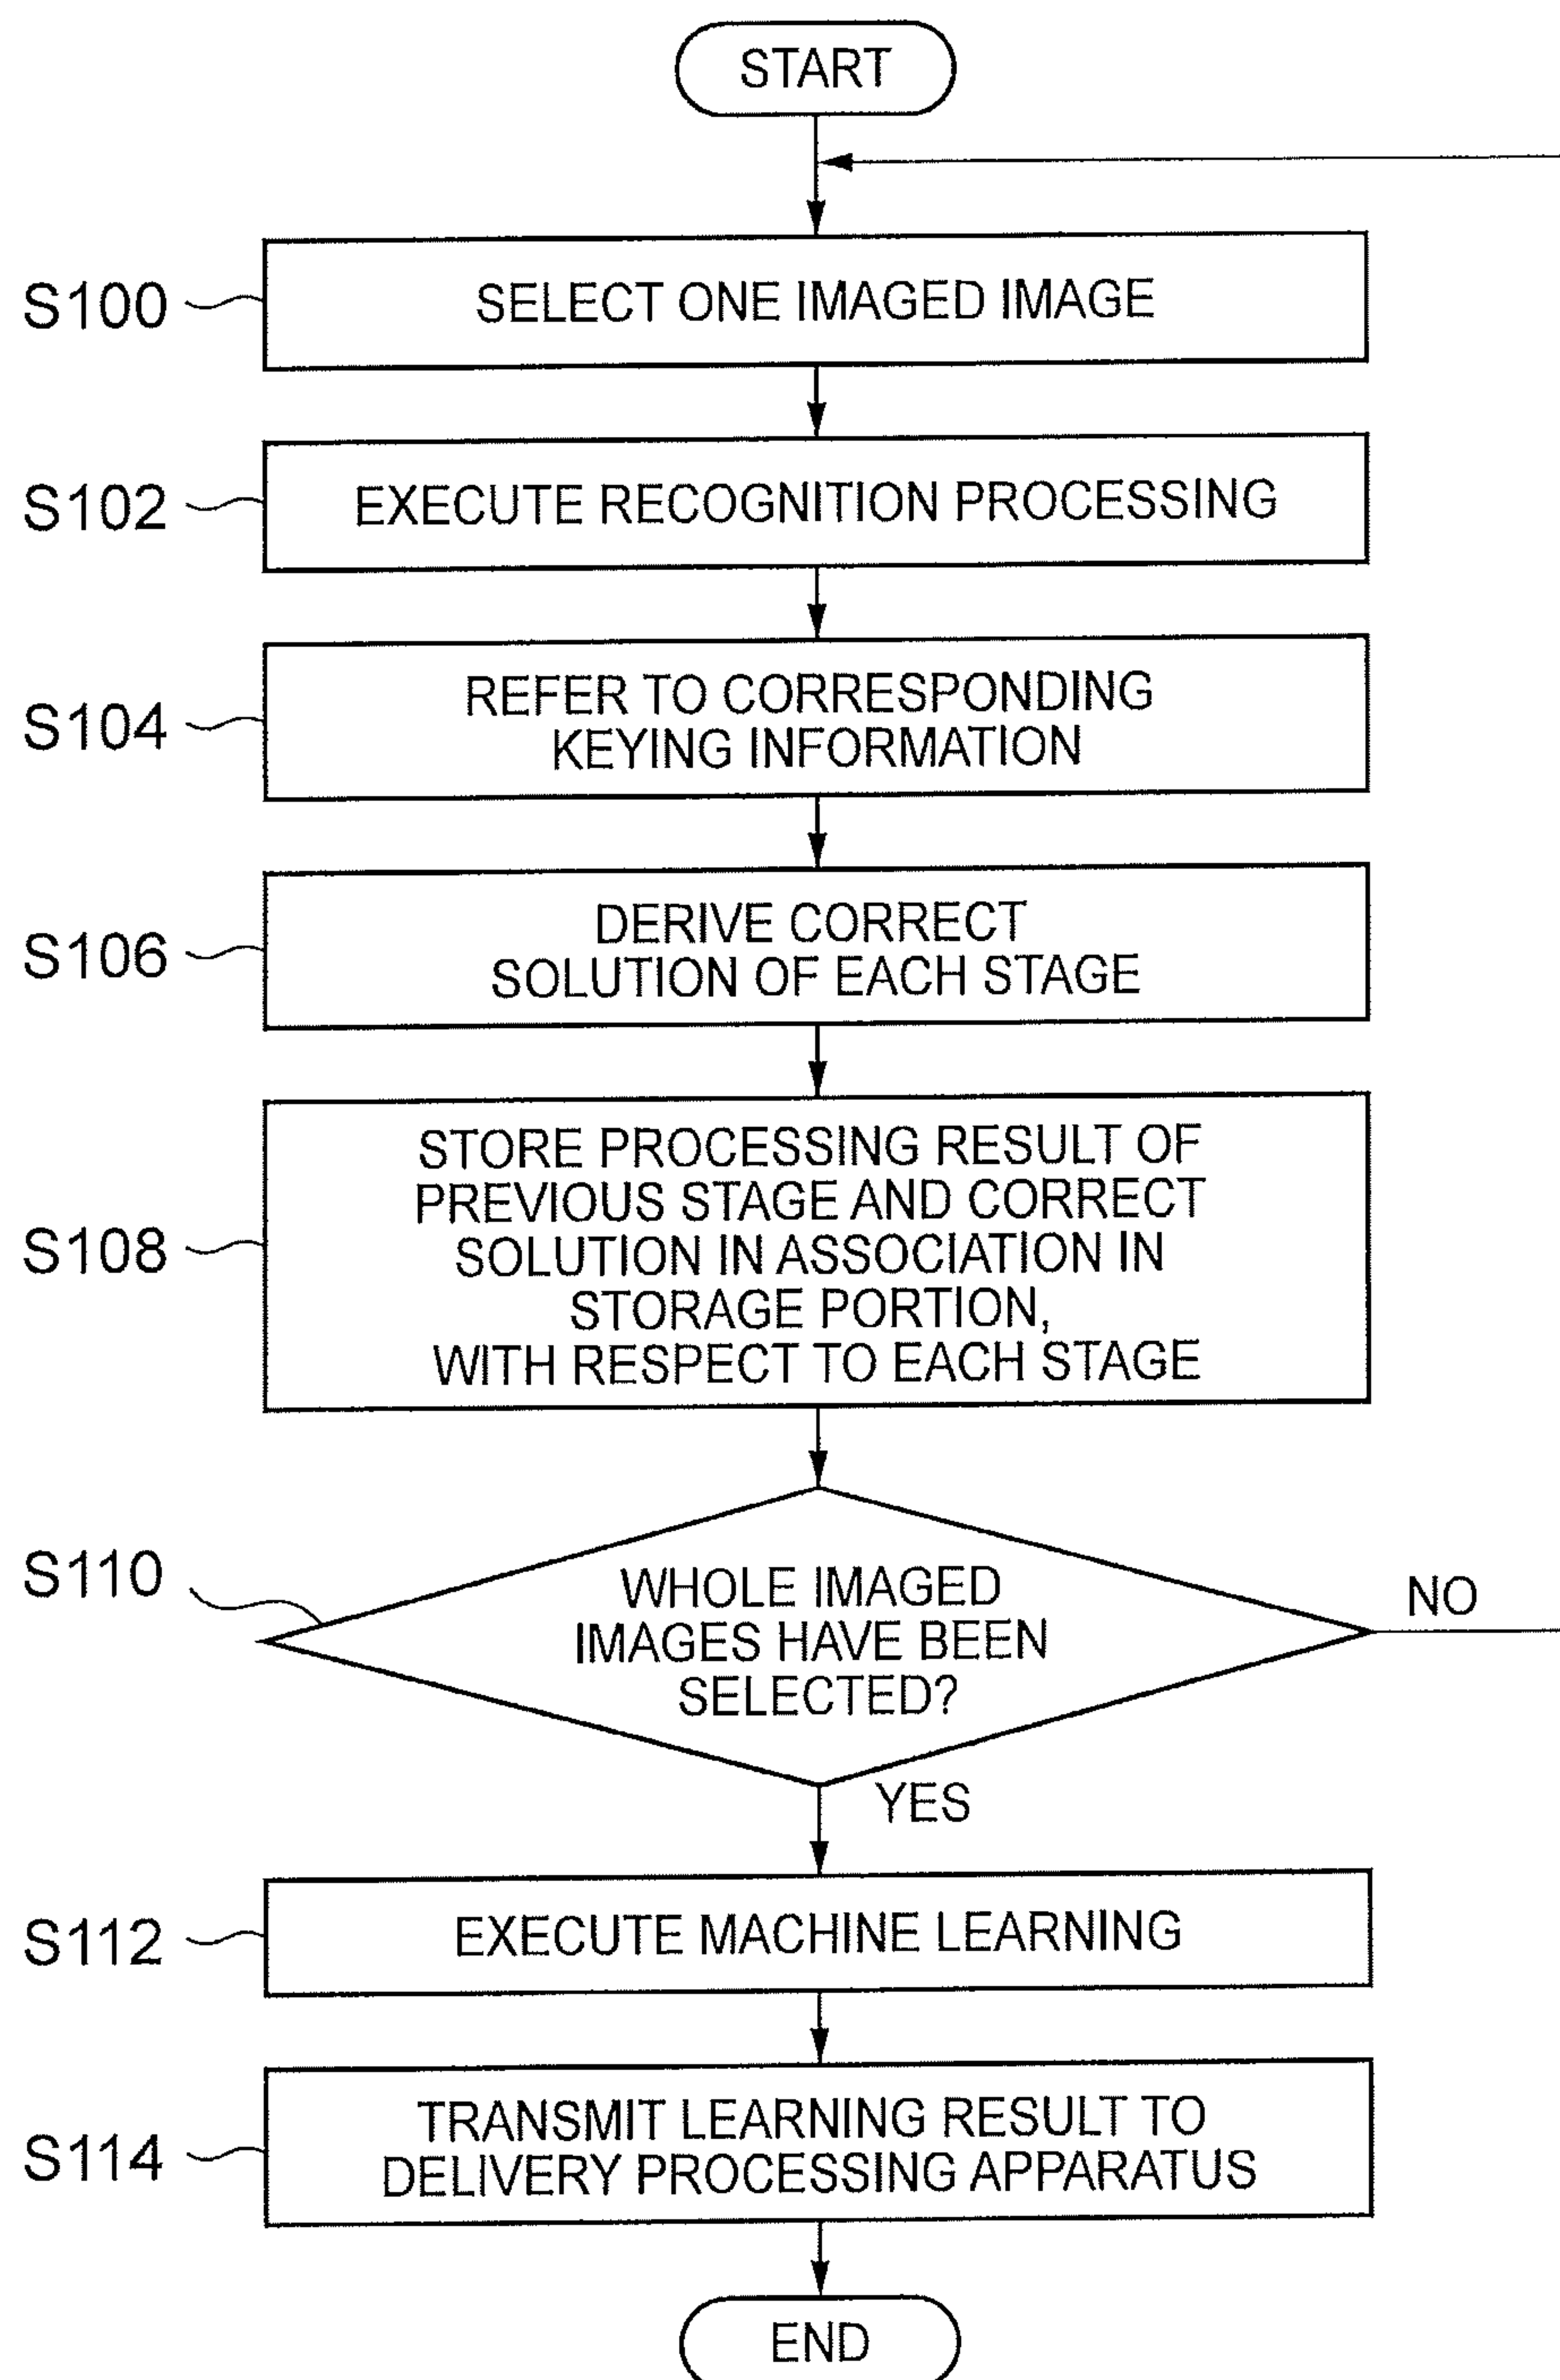 START
S100
SELECT ONE IMAGED IMAGE
S102
EXECUTE RECOGNITION PROCESSING
S104
REFER TO CORRESPONDING
KEYING INFORMATION
S106
DERIVE CORRECT
SOLUTION OF EACH STAGE
S108
STORE PROCESSING RESULT OF
PREVIOUS STAGE AND CORRECT
SOLUTION IN ASSOCIATION IN
STORAGE PORTION,
WITH RESPECT TO EACH STAGE
S110
WHOLE IMAGED
IMAGES HAVE BEEN
SELECTED?
NO
YES
S112
EXECUTE MACHINE LEARNING
S114
TRANSMIT LEARNING RESULT TO
DELIVERY PROCESSING APPARATUS
END